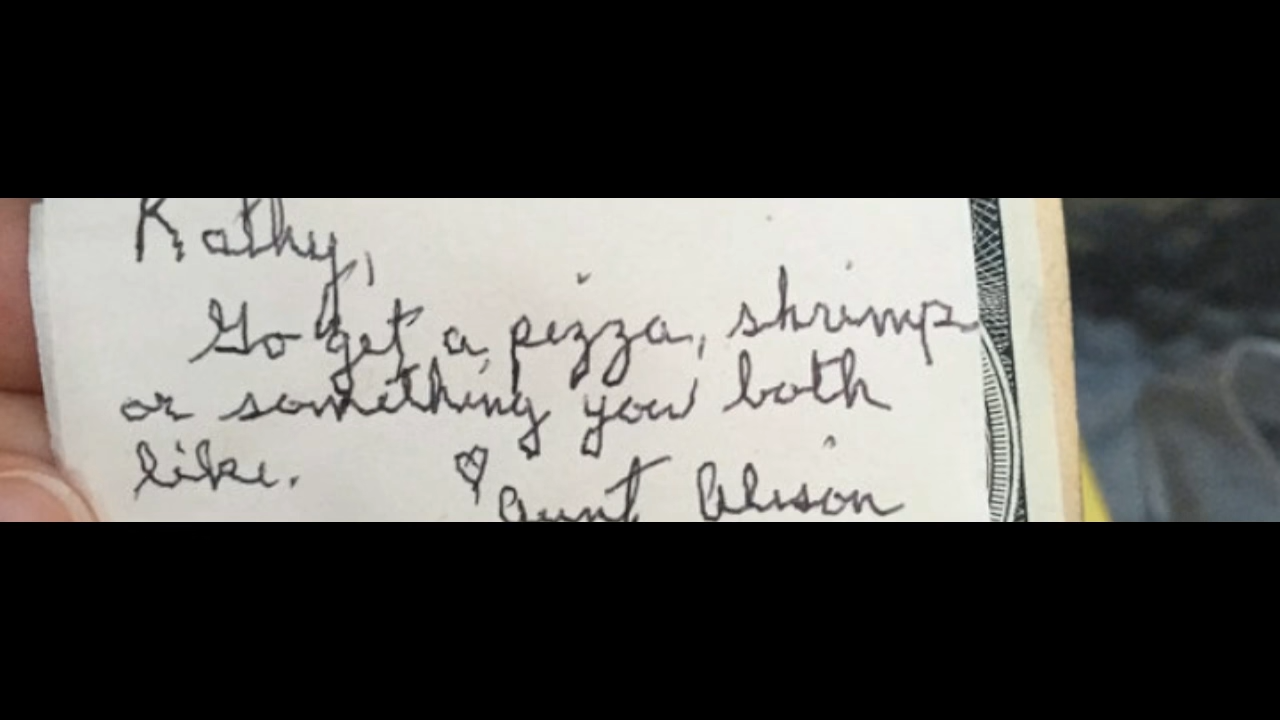 Kathy,
Go get a pizza, shrimp
or something you both
like. ♡
Aunt Alison